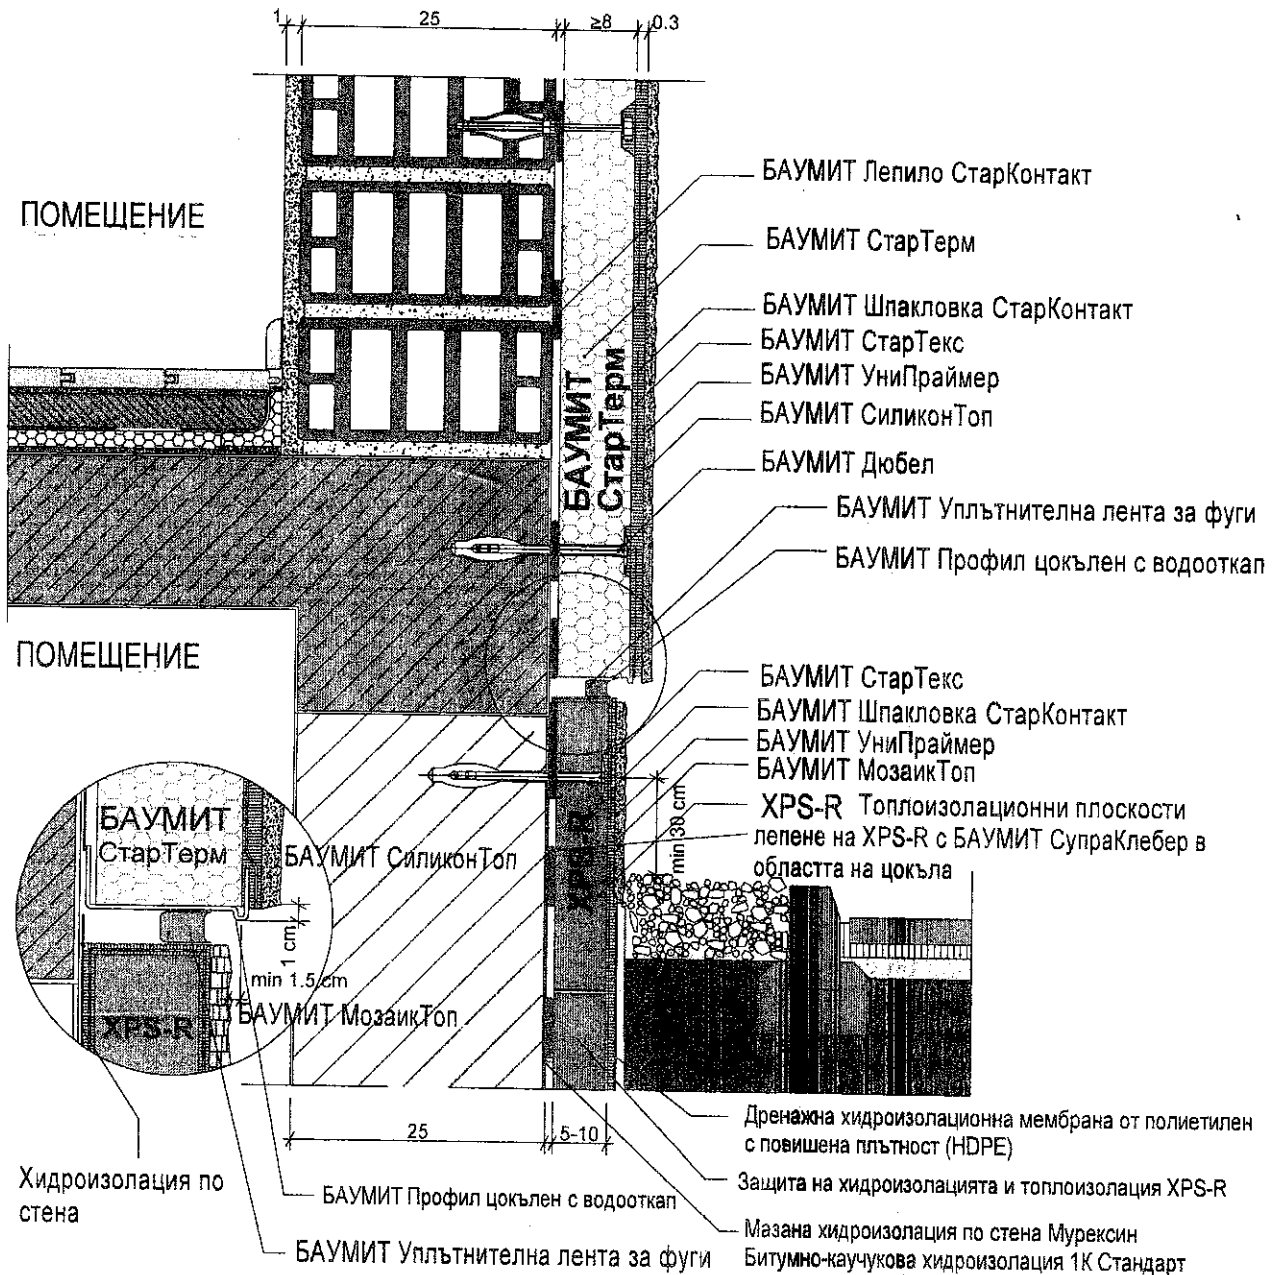 1
25
≥8
0.3
БАУМИТ Лепило СтарКонтакт
ПОМЕЩЕНИЕ
БАУМИТ СтарТерм
БАУМИТ Шпакловка СтарКонтакт
БАУМИТ СтарТекс
БАУМИТ УниПраймер
БАУМИТ СиликонТоп
БАУМИТ
СтарТерм
БАУМИТ Дюбел
БАУМИТ Уплътнителна лента за фуги
БАУМИТ Профил цокълен с водооткап
ПОМЕЩЕНИЕ
БАУМИТ СтарТекс
БАУМИТ Шпакловка СтарКонтакт
БАУМИТ УниПраймер
БАУМИТ МозаикТоп
XPS-R Топлоизолационни плоскости
лепене на XPS-R с БАУМИТ СупраКлебер в
областта на цокъла
min 30 cm
XPS-R
БАУМИТ
СтарТерм
БАУМИТ СиликонТоп
1 cm
min 1.5 cm
БАУМИТ МозаикТоп
XPS-R
25
5-10
Дренажна хидроизолационна мембрана от полиетилен
с повишена плътност (HDPE)
Защита на хидроизолацията и топлоизолация XPS-R
Мазана хидроизолация по стена Мурексин
Битумно-каучукова хидроизолация 1К Стандарт
Хидроизолация по
стена
БАУМИТ Профил цокълен с водооткап
БАУМИТ Уплътнителна лента за фуги